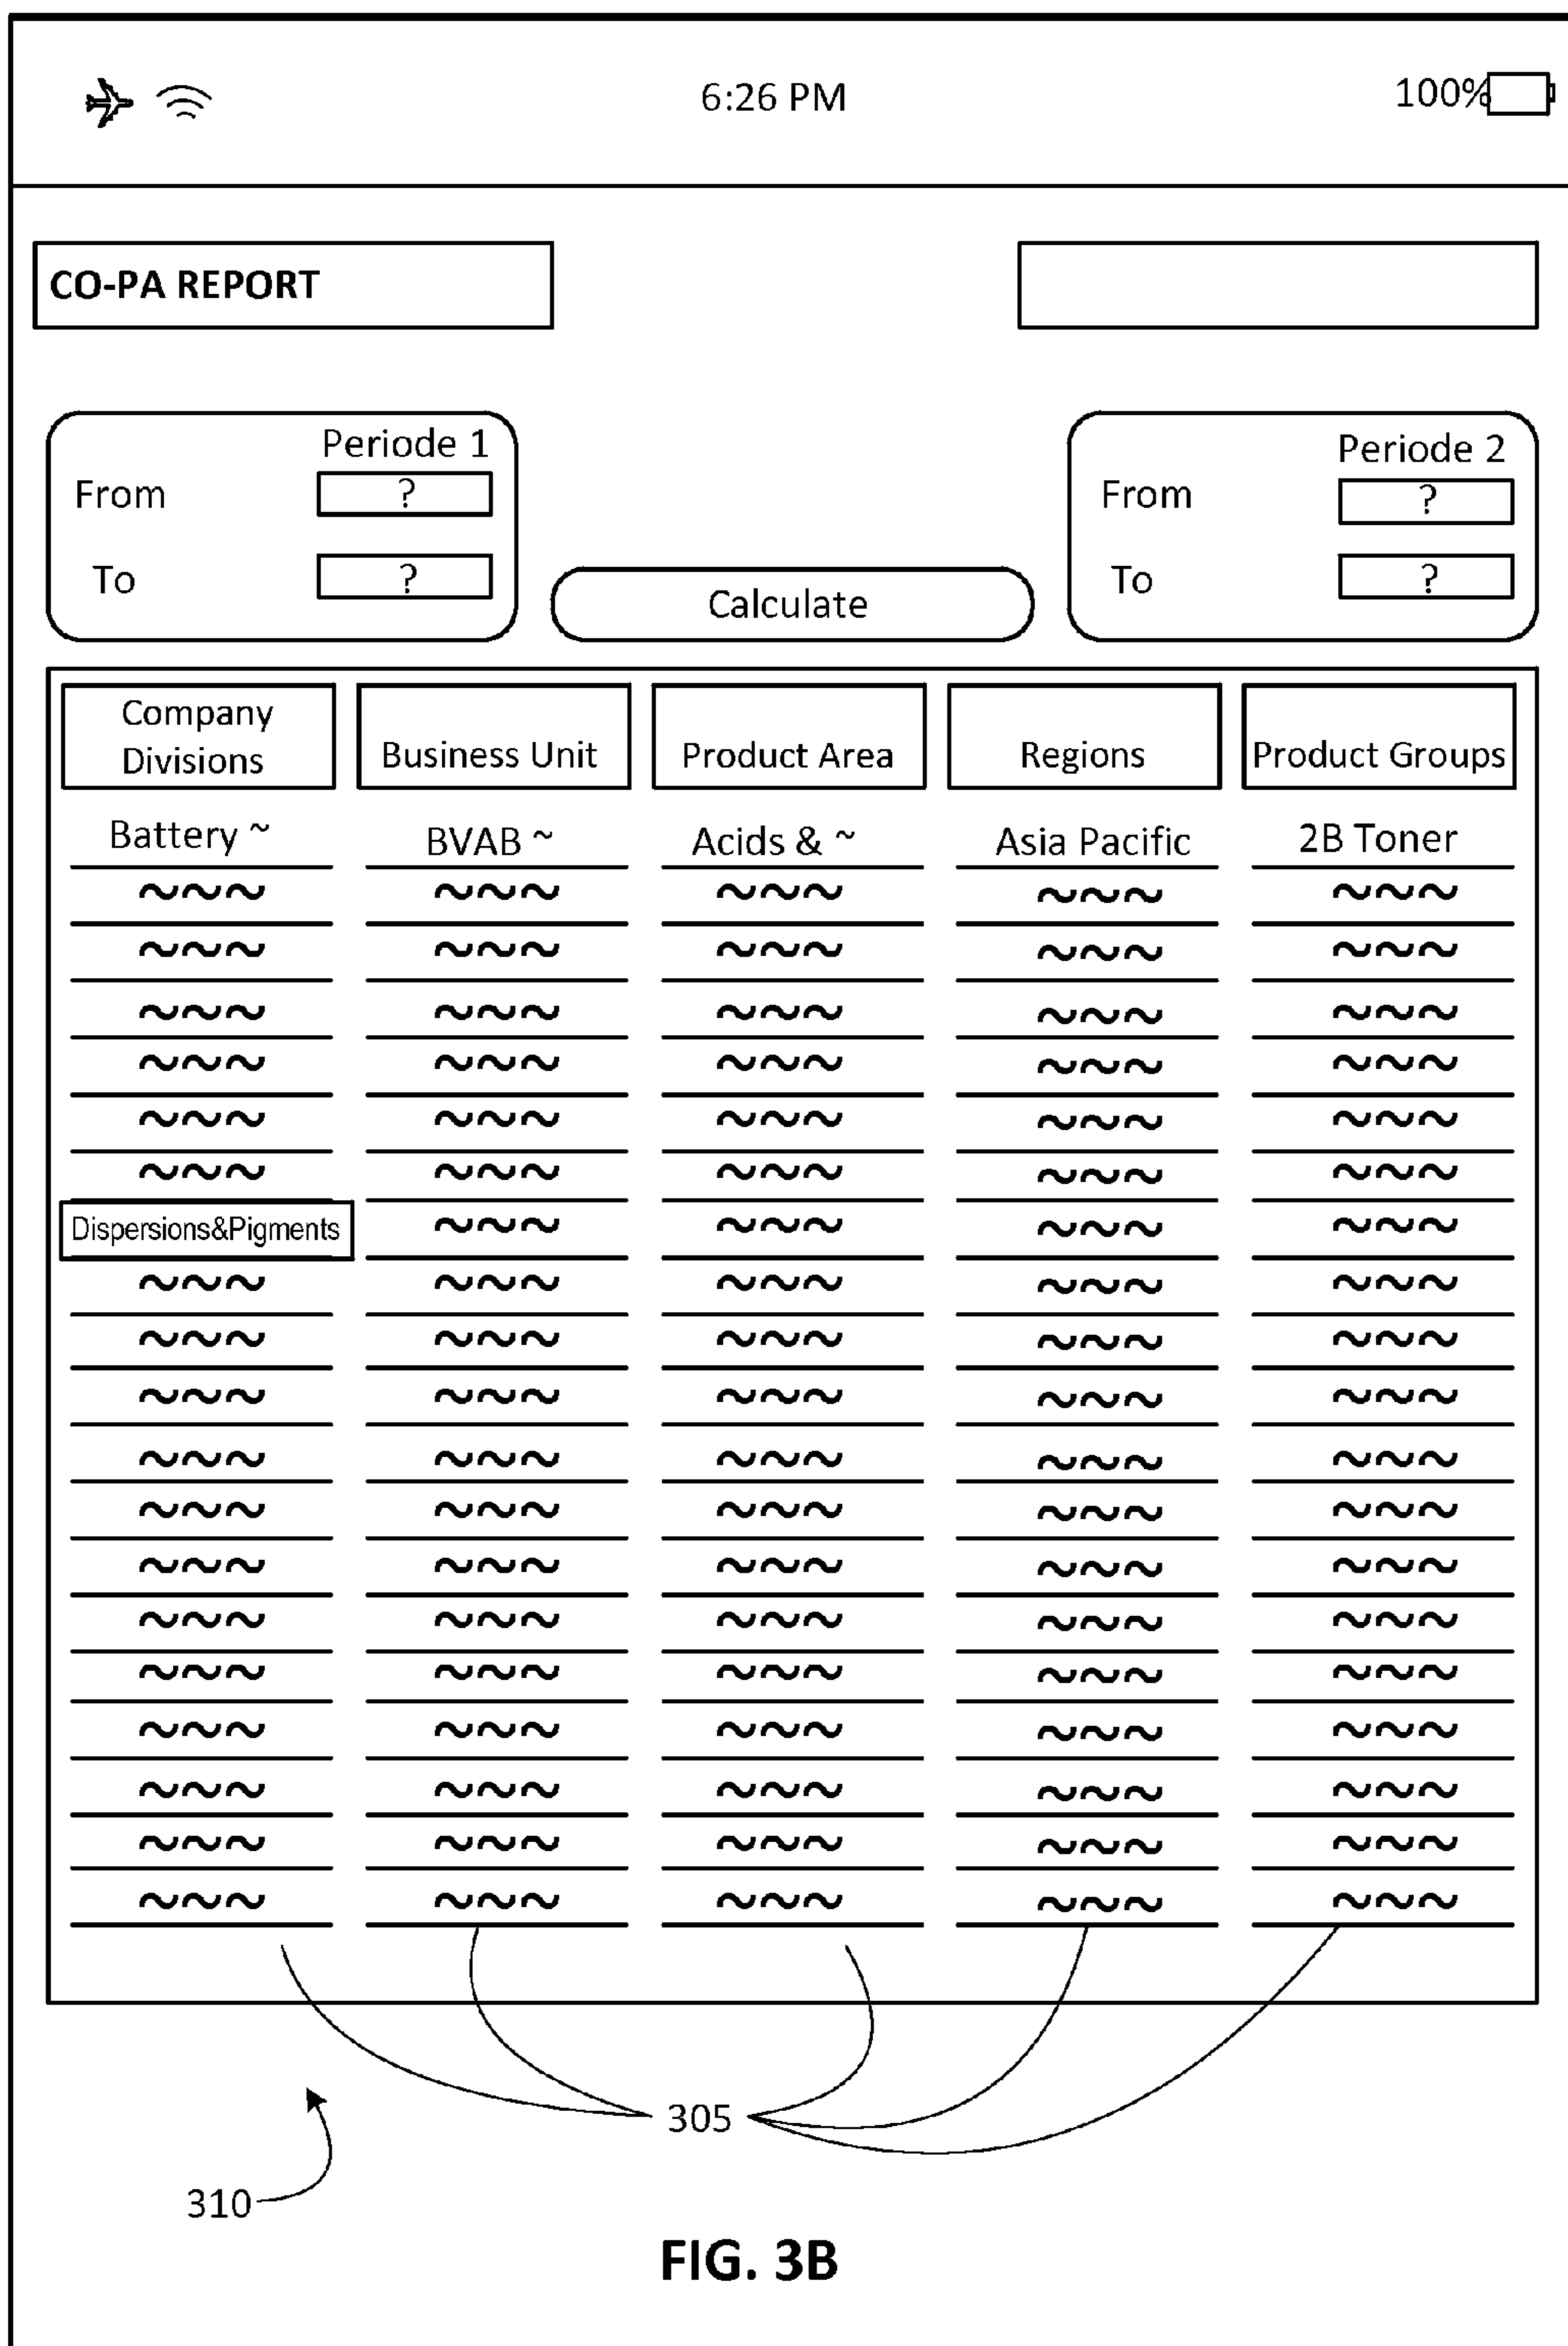 6:26 PM
100%
CO-PA REPORT
Periode 1
From ?
To ?
Calculate
Periode 2
From ?
To ?
Company
Divisions
Business Unit
Product Area
Regions
Product Groups
Battery ~
BVAB ~
Acids & ~
Asia Pacific
2B Toner
Dispersions&Pigments
305
310
FIG. 3B